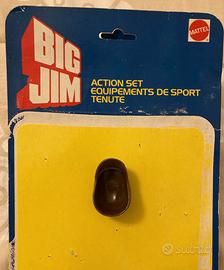 BIG
JIM
MATTEL
ACTION SET
EQUIPEMENTS DE SPORT
TENUTE
subito